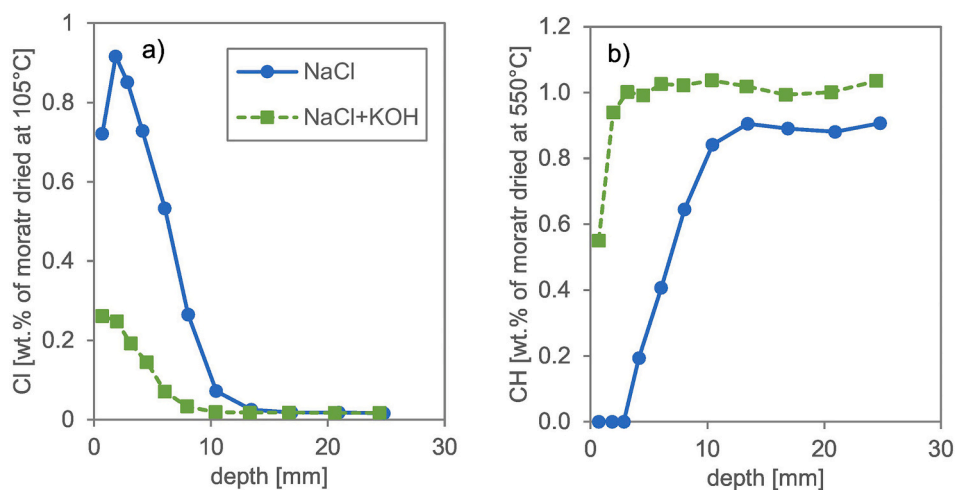 a)
NaCl
NaCl+KOH
Cl [wt.% of moratr dried at 105°C]
1
0.8
0.6
0.4
0.2
0
0
10
20
30
depth [mm]
b)
CH [wt.% of moratr dried at 550°C]
1.2
1.0
0.8
0.6
0.4
0.2
0.0
0
10
20
30
depth [mm]